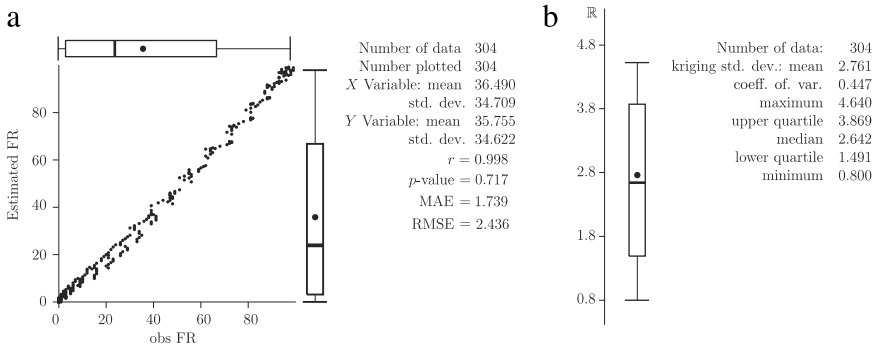 a
Number of data 304
Number plotted 304
X Variable: mean 36.490
std. dev. 34.709
Y Variable: mean 35.755
std. dev. 34.622
r = 0.998
p-value = 0.717
MAE = 1.739
RMSE = 2.436
Estimated FR
80
60
40
20
0
0 20 40 60 80
obs FR
b
ℝ
4.8
3.8
2.8
1.8
0.8
Number of data: 304
kriging std. dev.: mean 2.761
coeff. of. var. 0.447
maximum 4.640
upper quartile 3.869
median 2.642
lower quartile 1.491
minimum 0.800